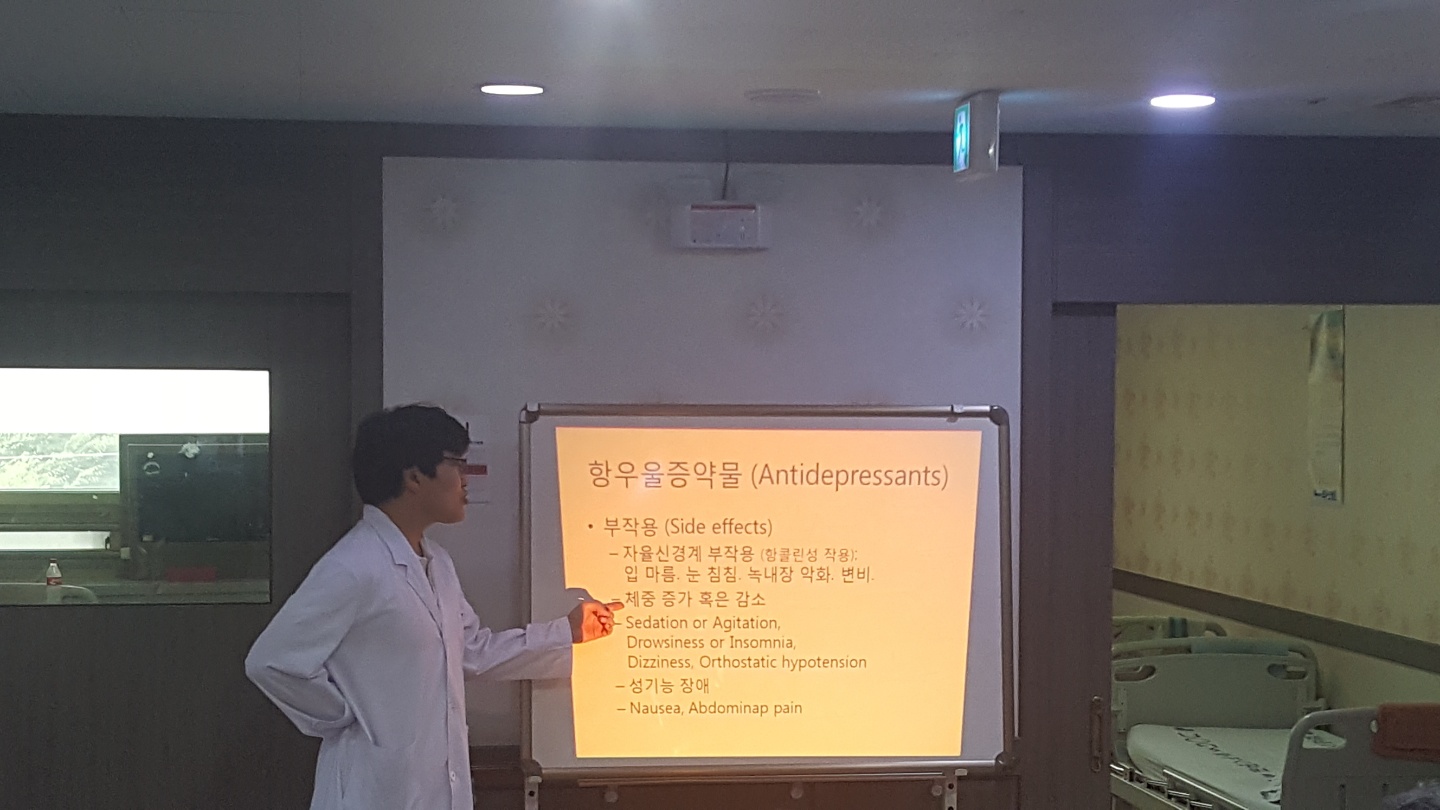 항우울증약물 (Antidepressants)
• 부작용 (Side effects)
– 자율신경계 부작용 (항콜린성 작용):
입 마름. 눈 침침. 녹내장 악화. 변비.
– 체중 증가 혹은 감소
– Sedation or Agitation,
Drowsiness or Insomnia,
Dizziness, Orthostatic hypotension
– 성기능 장애
– Nausea, Abdominap pain